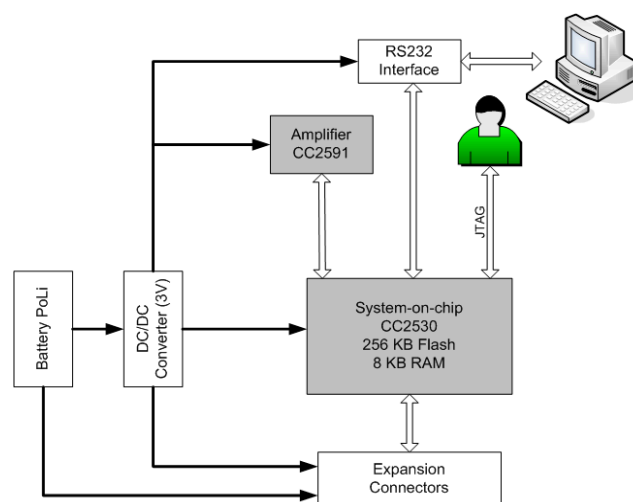 RS232
Interface
Amplifier
CC2591
JTAG
Battery PoLi
DC/DC
Converter (3V)
System-on-chip
CC2530
256 KB Flash
8 KB RAM
Expansion
Connectors